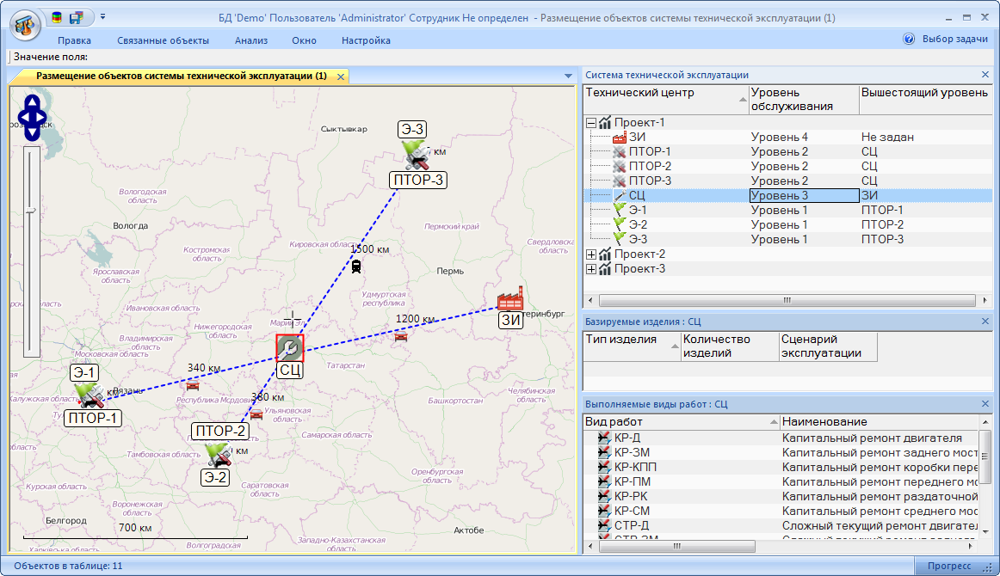 БД 'Demo' Пользователь 'Administrator' Сотрудник Не определен - Размещение объектов системы технической эксплуатации (1)
Правка Связанные объекты Анализ Окно Настройка Выбор задачи
Значение поля:
Размещение объектов системы технической эксплуатации (1)
Сыктывкар
Э-3
км
ПТОР-3
Вологодская область
Вологда
Пермский край
Свердловска область
Костромская область
Кировская область
1500 км
Ярославская область
Пермь
Удмуртская республика
Ивановская область
Екатеринбург
1200 км
ЗИ
Нижегородская область
Марий Эл
Владимирская область
Московская область
СЦ
Татарстан
340 км
Э-1
км
Рязань
Челябинская область
Калужская область
Республика Мордовия
380 км
Башкортостан
ПТОР-1
Ульяновская область
ПТОР-2
Самарская область
Тамбовская область
км
Э-2
Оренбургская область
Саратовская область
Курская область
Воронежская область
Белгород
700 км
Актобе
Западно-Казахстанская область
Волгоградская
Харківська область
Система технической эксплуатации
Технический центр Уровень обслуживания Вышестоящий уровень
Проект-1
ЗИ Уровень 4 Не задан
ПТОР-1 Уровень 2 СЦ
ПТОР-2 Уровень 2 СЦ
ПТОР-3 Уровень 2 СЦ
СЦ Уровень 3 ЗИ
Э-1 Уровень 1 ПТОР-1
Э-2 Уровень 1 ПТОР-2
Э-3 Уровень 1 ПТОР-3
Проект-2
Проект-3
Базируемые изделия : СЦ
Тип изделия Количество изделий Сценарий эксплуатации
Выполняемые виды работ : СЦ
Вид работ Наименование
КР-Д Капитальный ремонт двигателя
КР-ЗМ Капитальный ремонт заднего мост
КР-КПП Капитальный ремонт коробки пере
КР-ПМ Капитальный ремонт переднего мо
КР-РК Капитальный ремонт раздаточной
КР-СМ Капитальный ремонт среднего мос
СТР-Д Сложный текущий ремонт двигател
СТР-ЗМ Сложный текущий ремонт заднего
Объектов в таблице: 11
Прогресс